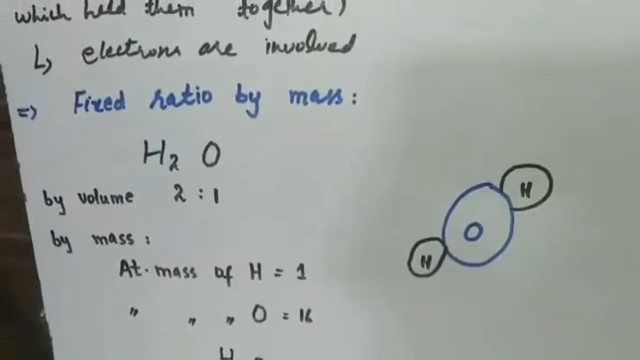 which held them together)
↳ electrons are involved
=> Fixed ratio by mass:
H₂ O
by volume 2 : 1
by mass :
At. mass of H = 1
" " " O = 16
H
H
O
H